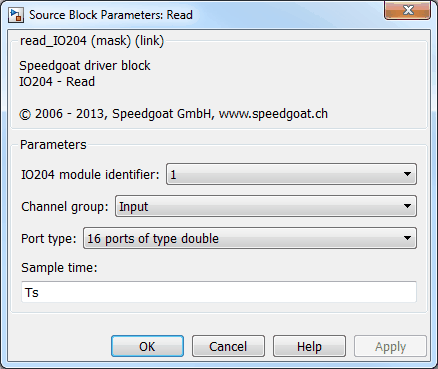 Source Block Parameters: Read
read_IO204 (mask) (link)
Speedgoat driver block
IO204 - Read
© 2006 - 2013, Speedgoat GmbH, www.speedgoat.ch
Parameters
IO204 module identifier: 1
Channel group: Input
Port type: 16 ports of type double
Sample time:
Ts
OK Cancel Help Apply